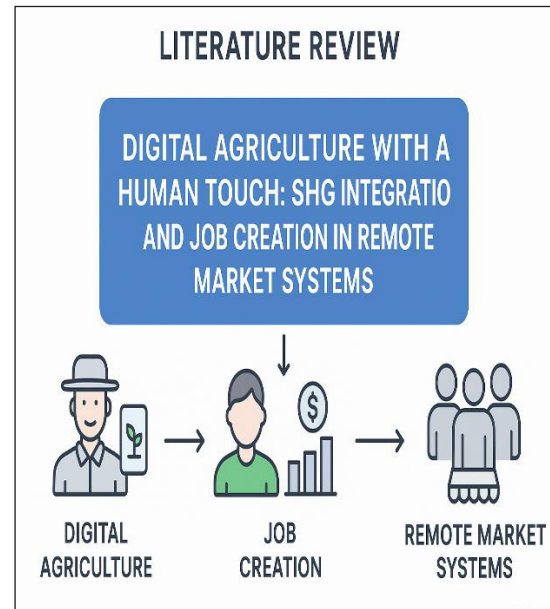 LITERATURE REVIEW
DIGITAL AGRICULTURE WITH A
HUMAN TOUCH: SHG INTEGRATIO
AND JOB CREATION IN REMOTE
MARKET SYSTEMS
$
DIGITAL
AGRICULTURE
JOB
CREATION
REMOTE MARKET
SYSTEMS